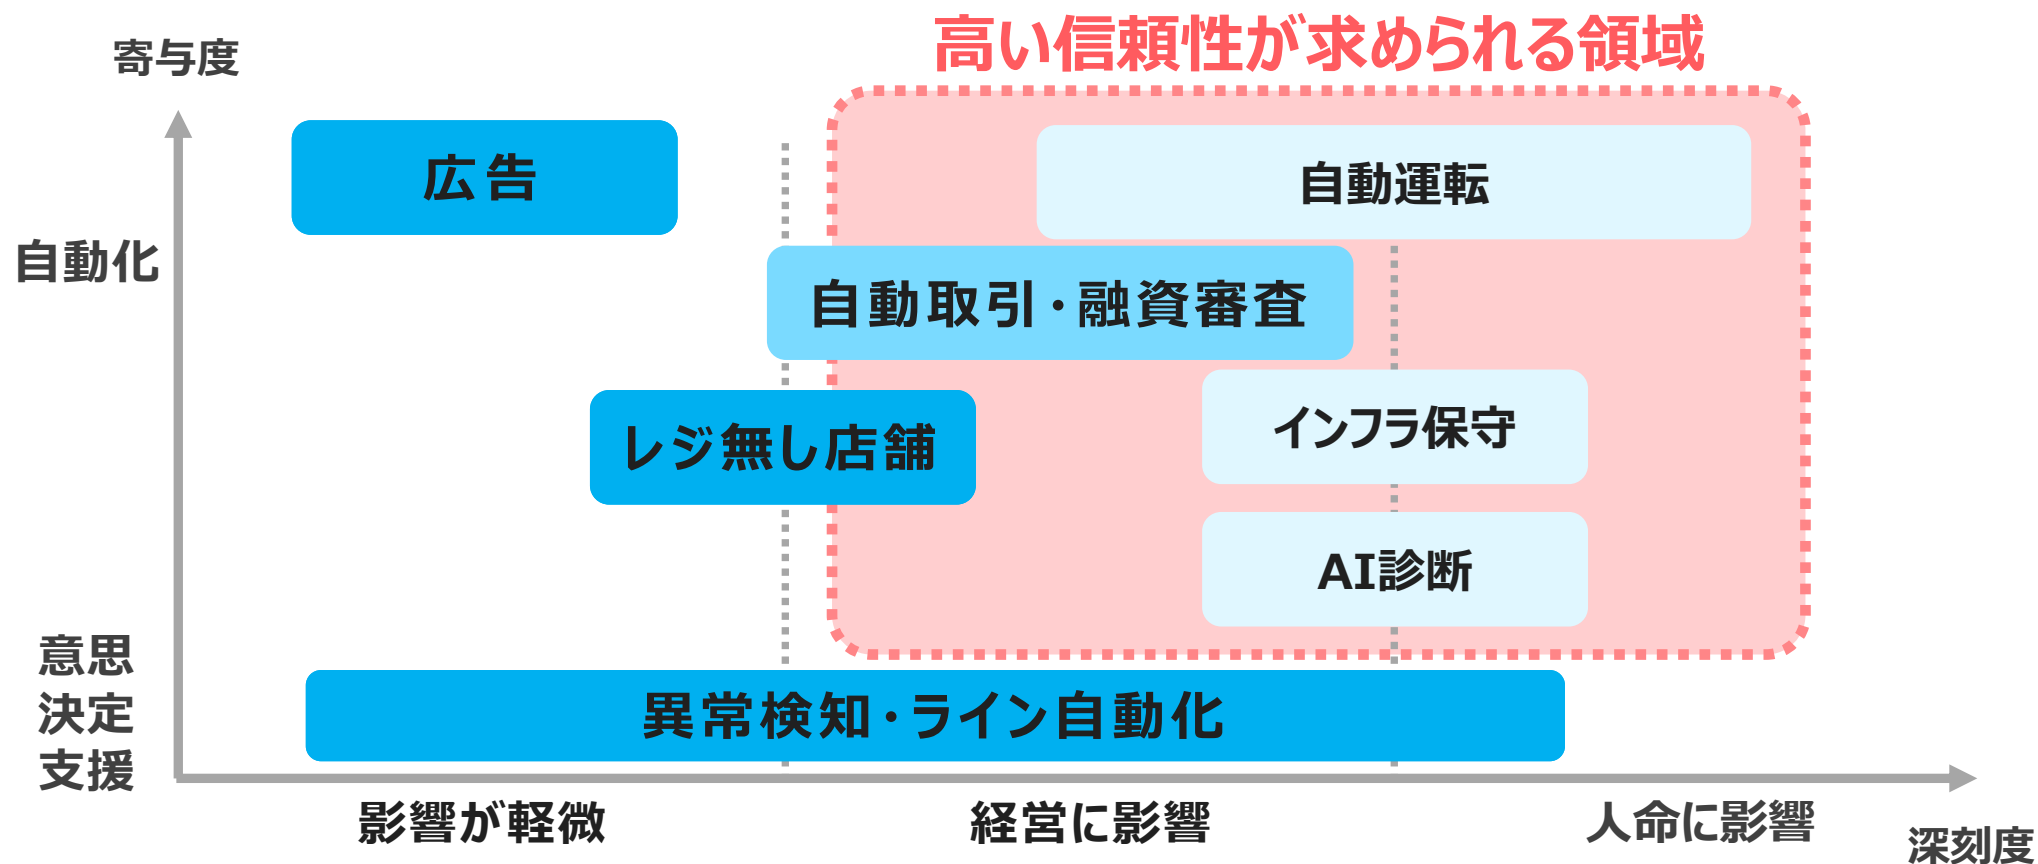 高い信頼性が求められる領域
寄与度
広告
自動運転
自動化
自動取引・融資審査
レジ無し店舗
インフラ保守
AI診断
意思
決定
支援
異常検知・ライン自動化
影響が軽微
経営に影響
人命に影響
深刻度